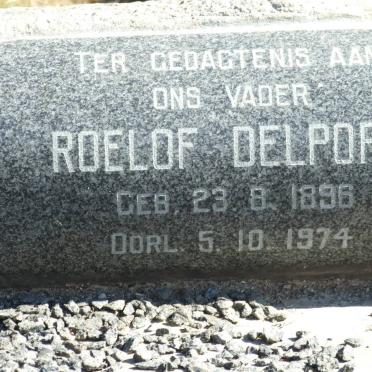 TER GEDAGTENIS AAN
ONS VADER
ROELOF DELPOR
GEB. 23. 8. 1896
OORL. 5. 10. 1974